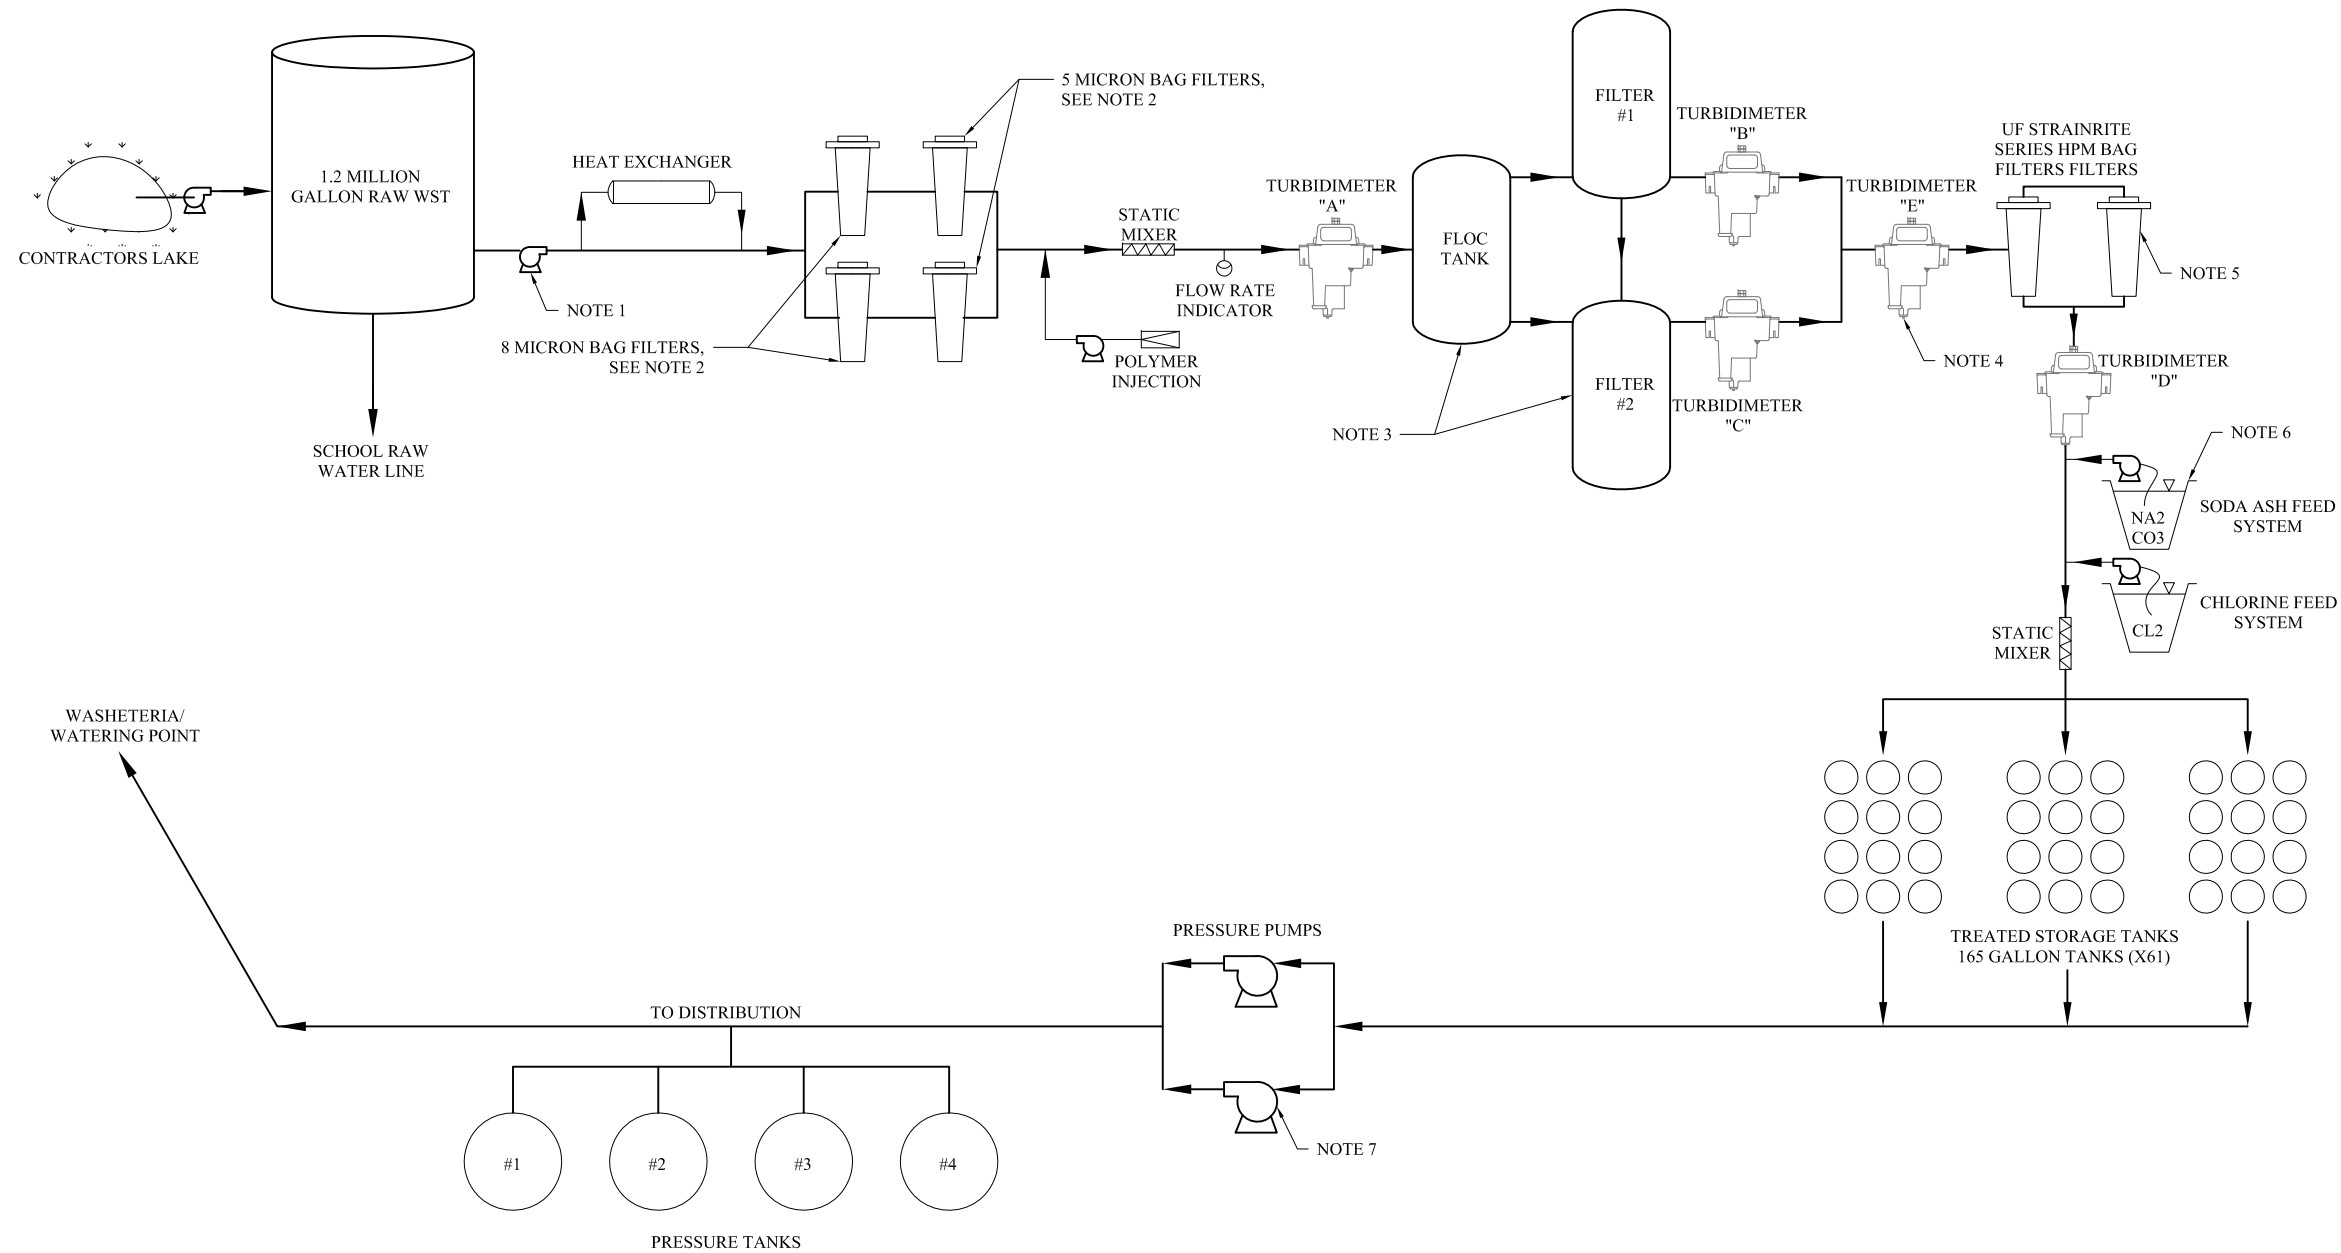 CONTRACTORS LAKE
1.2 MILLION
GALLON RAW WST
SCHOOL RAW
WATER LINE
NOTE 1
HEAT EXCHANGER
8 MICRON BAG FILTERS,
SEE NOTE 2
5 MICRON BAG FILTERS,
SEE NOTE 2
POLYMER
INJECTION
STATIC
MIXER
FLOW RATE
INDICATOR
TURBIDIMETER
"A"
FLOC
TANK
NOTE 3
FILTER
#1
FILTER
#2
TURBIDIMETER
"B"
TURBIDIMETER
"C"
TURBIDIMETER
"E"
NOTE 4
UF STRAINRITE
SERIES HPM BAG
FILTERS FILTERS
NOTE 5
TURBIDIMETER
"D"
NOTE 6
NA2
CO3
SODA ASH FEED
SYSTEM
CL2
CHLORINE FEED
SYSTEM
STATIC
MIXER
TREATED STORAGE TANKS
165 GALLON TANKS (X61)
PRESSURE PUMPS
NOTE 7
TO DISTRIBUTION
#1
#2
#3
#4
PRESSURE TANKS
WASHETERIA/
WATERING POINT